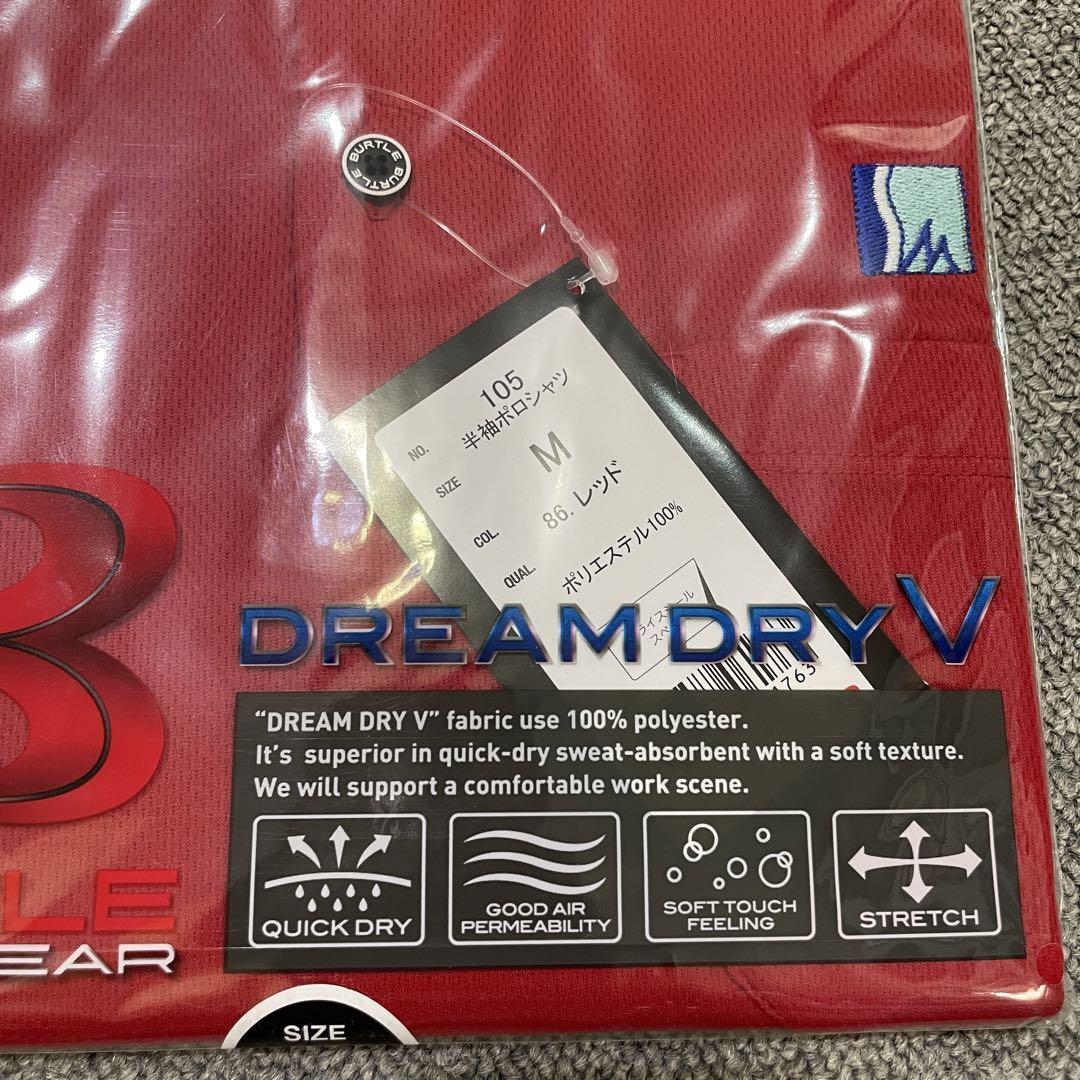 BURTLE BURTLE
NO. 105
半袖ポロシャツ
SIZE M
COL. 86. レッド
QUAL. ポリエステル100%
DREAM DRY V
"DREAM DRY V" fabric use 100% polyester.
It's superior in quick-dry sweat-absorbent with a soft texture.
We will support a comfortable work scene.
QUICK DRY
GOOD AIR
PERMEABILITY
SOFT TOUCH
FEELING
STRETCH
LE
EAR
SIZE